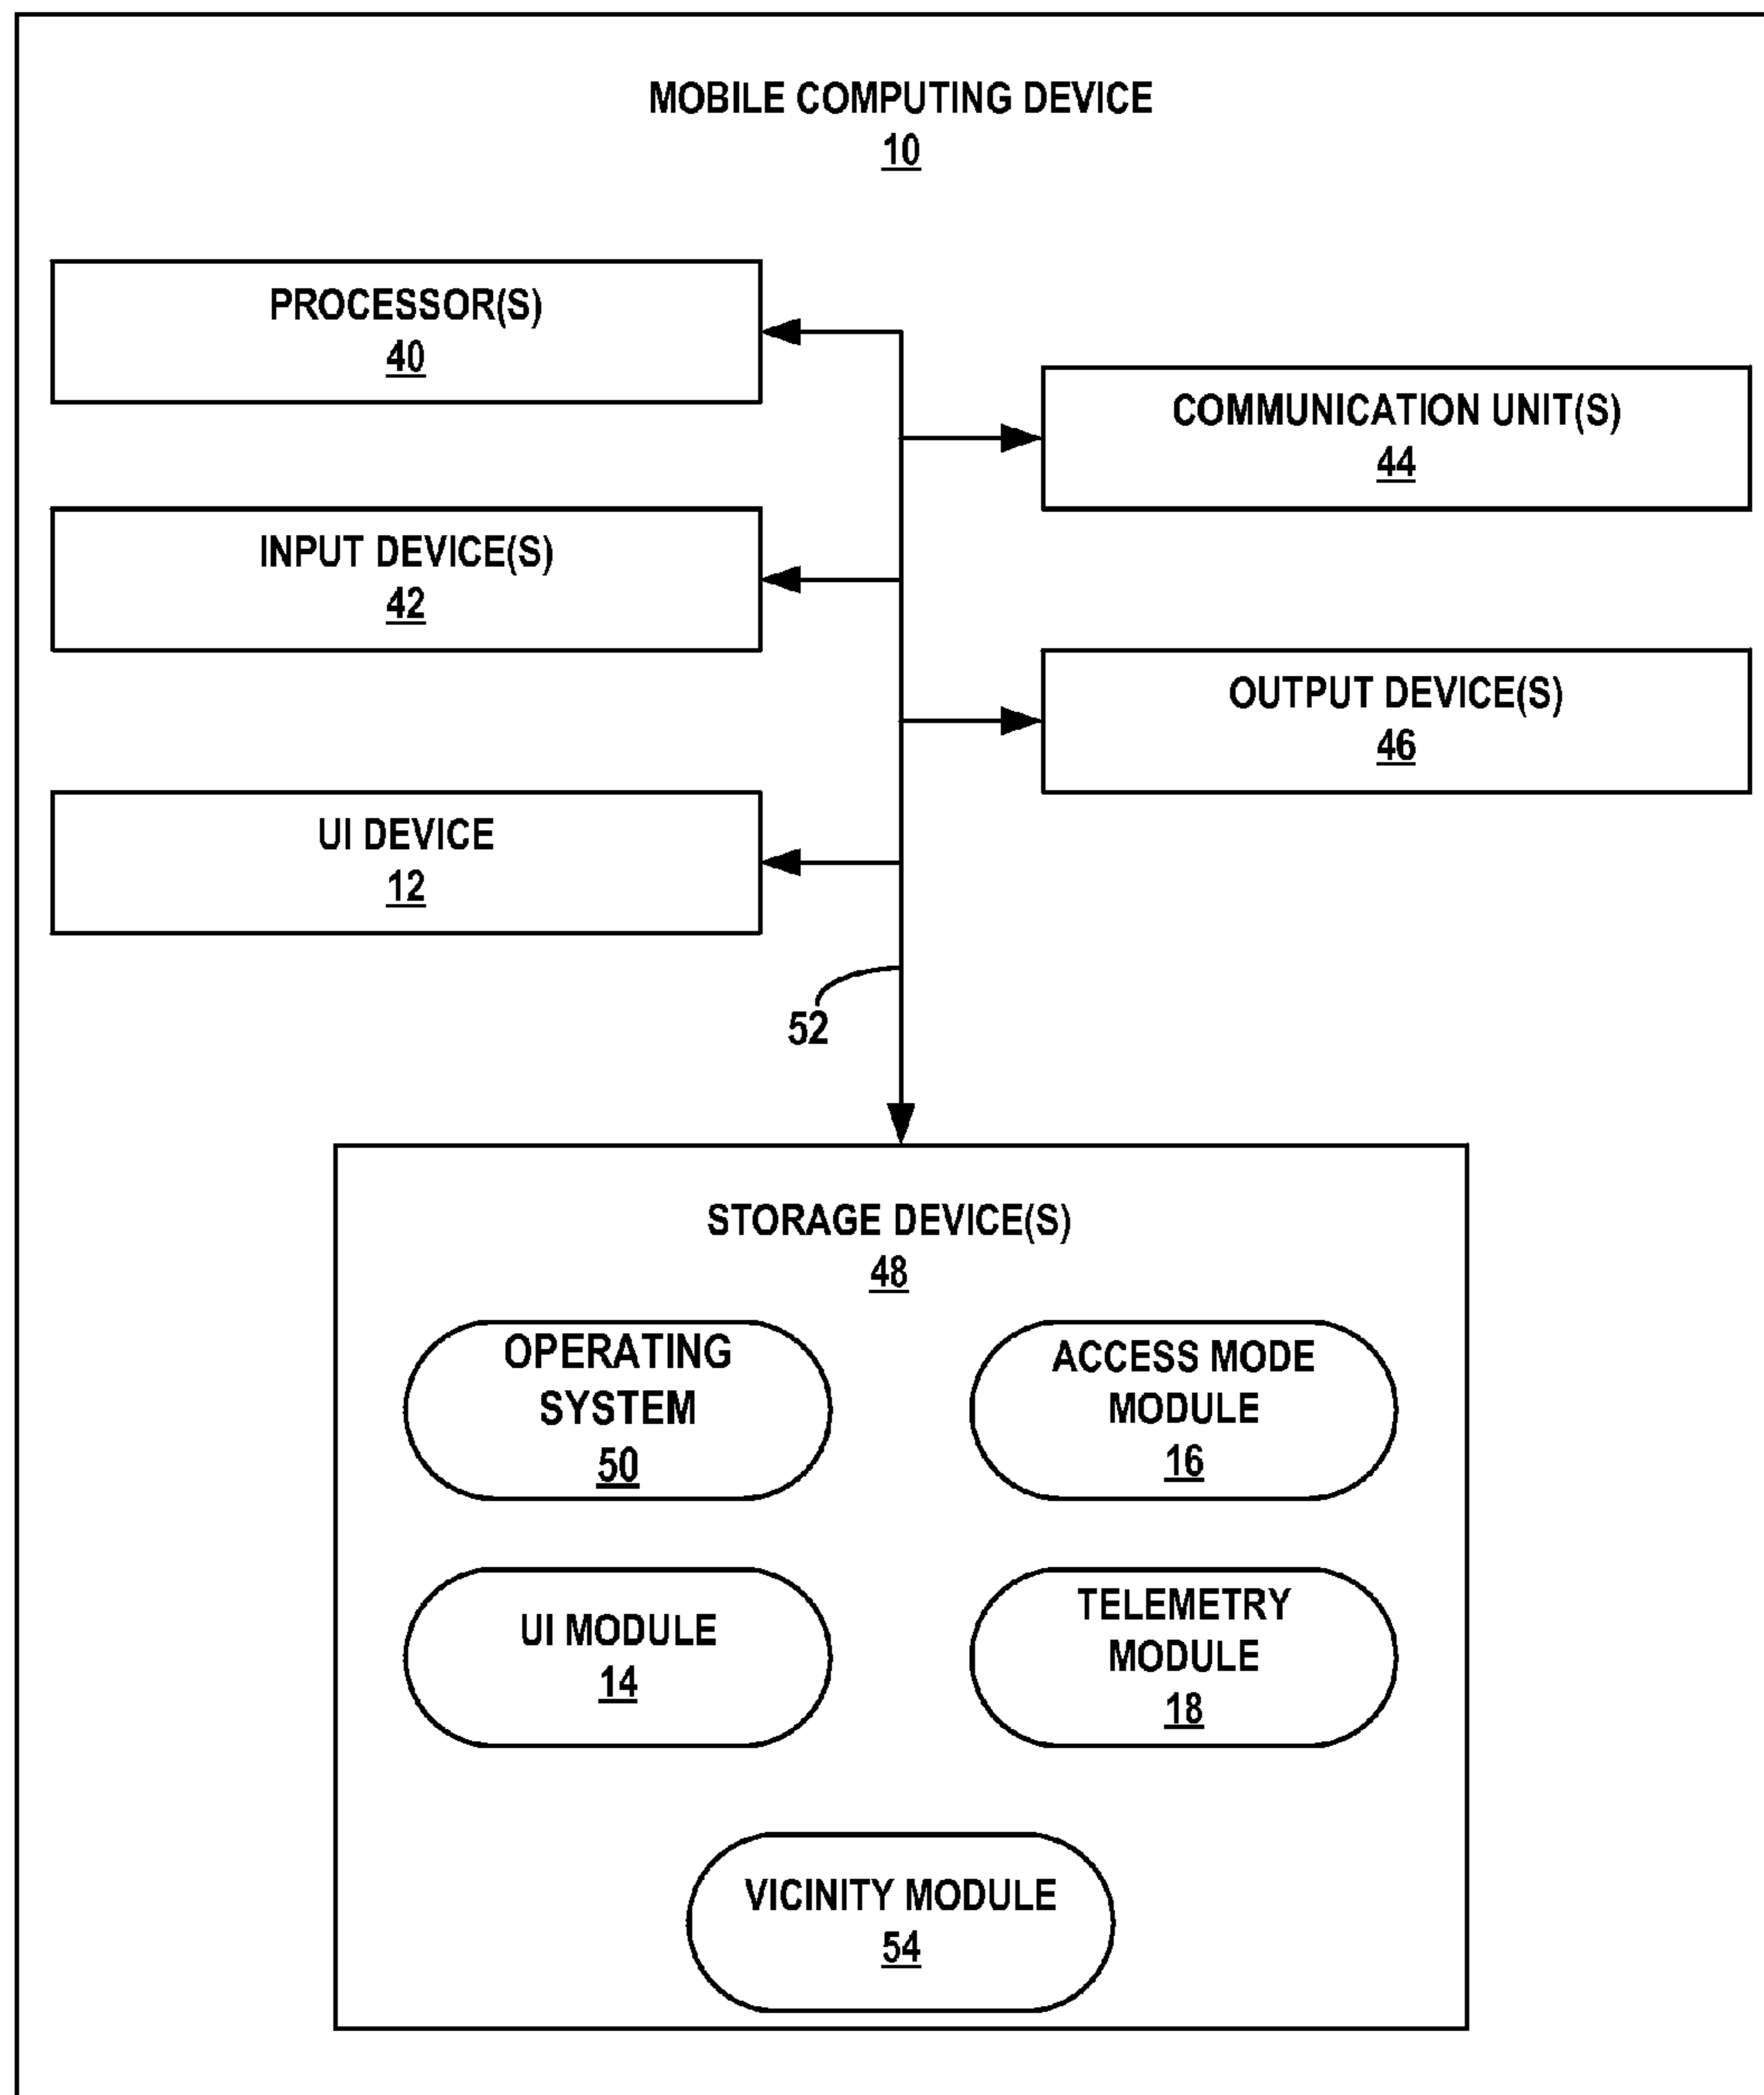 MOBILE COMPUTING DEVICE
10
PROCESSOR(S)
40
COMMUNICATION UNIT(S)
44
INPUT DEVICE(S)
42
OUTPUT DEVICE(S)
46
UI DEVICE
12
52
STORAGE DEVICE(S)
48
OPERATING
SYSTEM
50
ACCESS MODE
MODULE
16
UI MODULE
14
TELEMETRY
MODULE
18
VICINITY MODULE
54